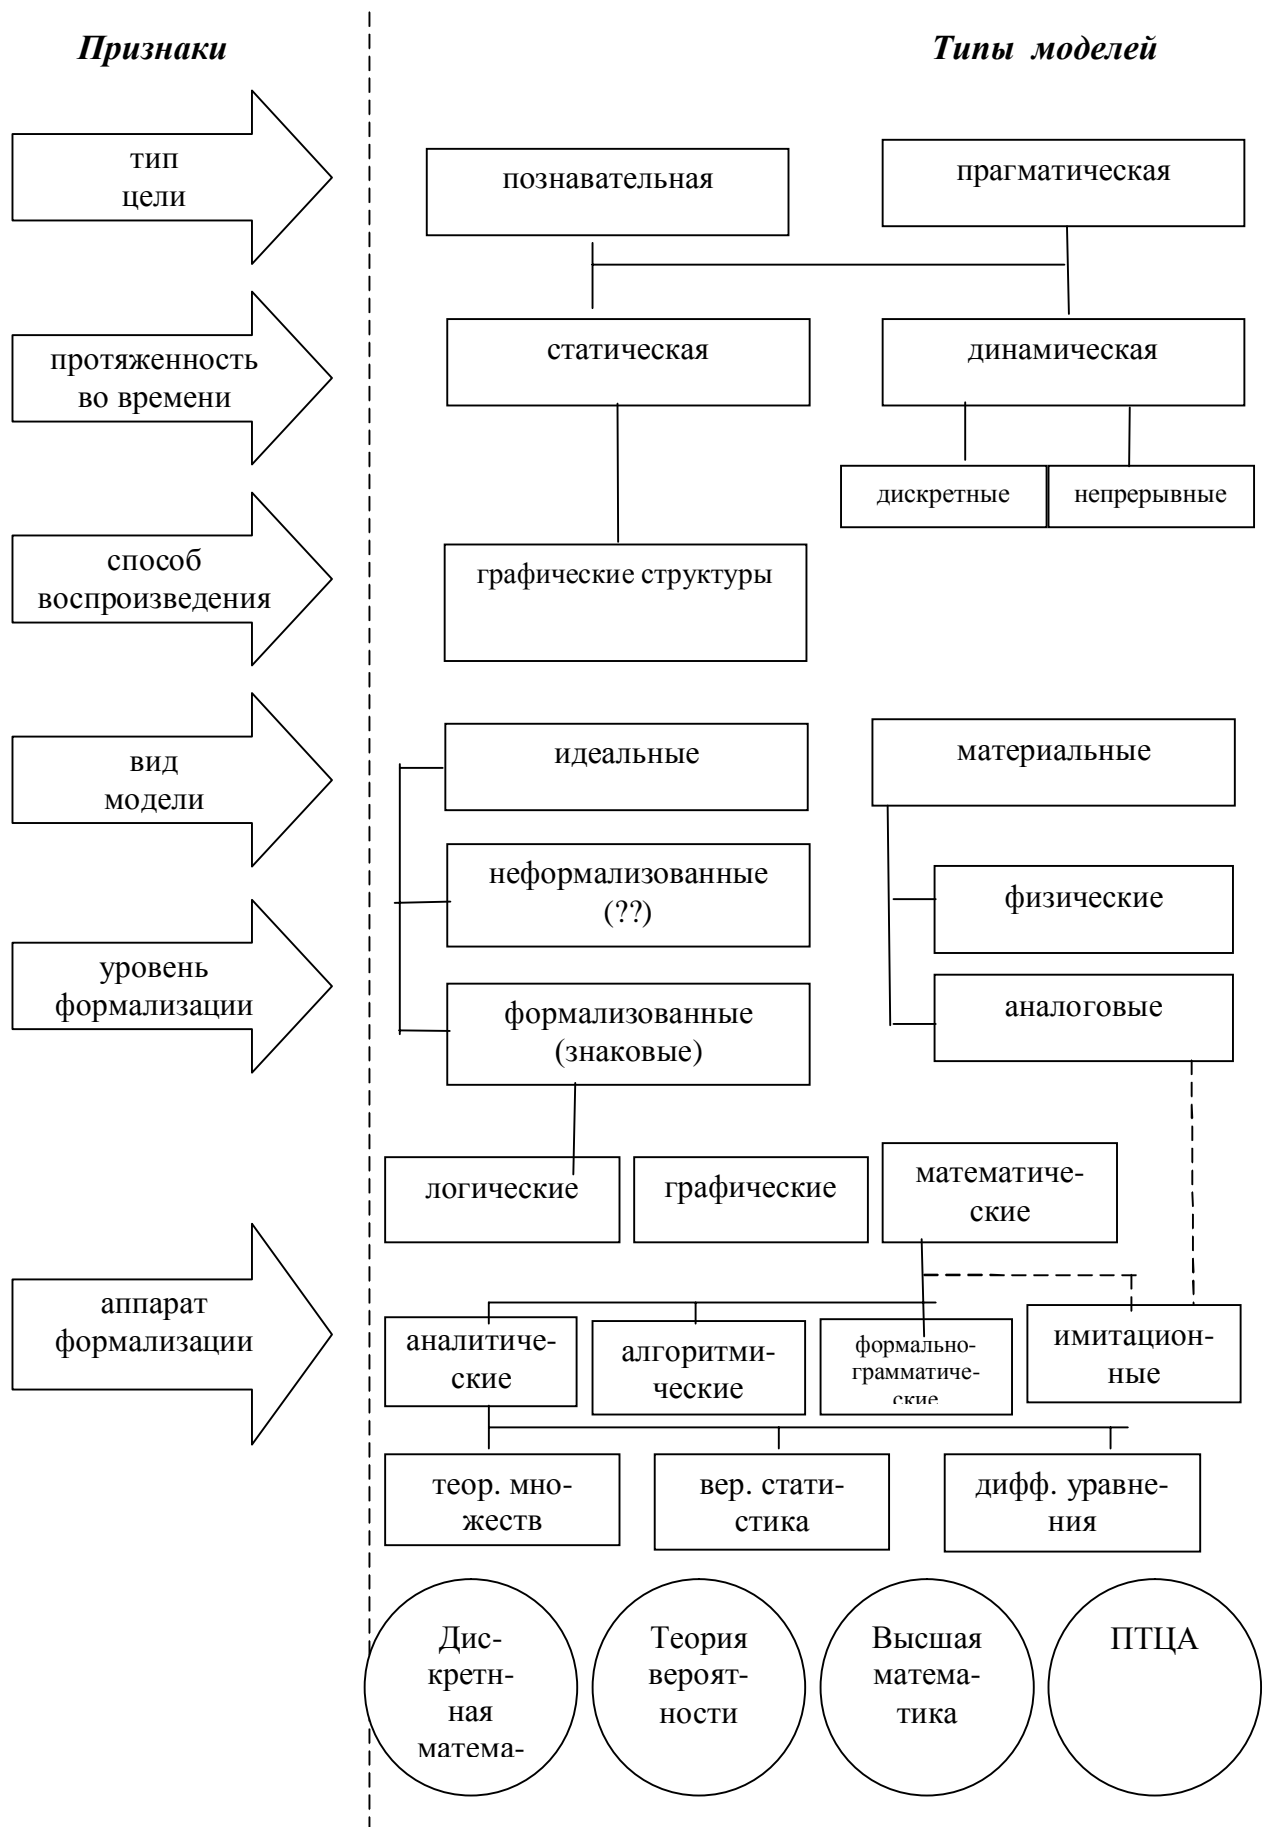 Признаки
Типы моделей
тип
цели
познавательная
прагматическая
протяженность
во времени
статическая
динамическая
дискретные
непрерывные
способ
воспроизведения
графические структуры
вид
модели
идеальные
материальные
неформализованные
(??)
физические
уровень
формализации
формализованные
(знаковые)
аналоговые
логические
графические
математиче-
ские
аппарат
формализации
аналитиче-
ские
алгоритми-
ческие
формально-
грамматиче-
ские
имитацион-
ные
теор. мно-
жеств
вер. стати-
стика
дифф. уравне-
ния
Дис-
кретн-
ная
матема-
Теория
вероят-
ности
Высшая
матема-
тика
ПТЦА